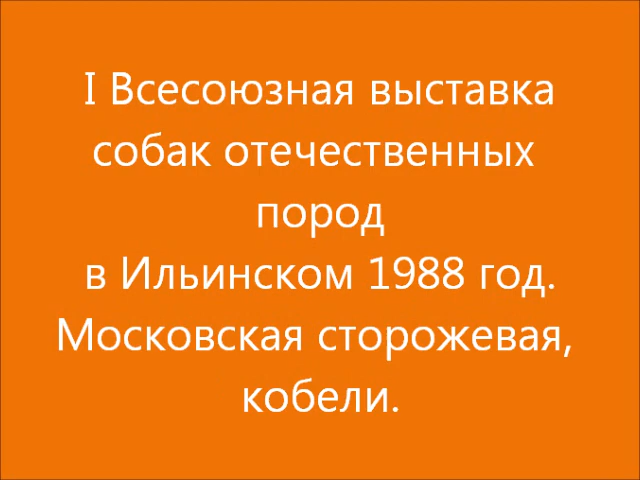 I Всесоюзная выставка
собак отечественных
пород
в Ильинском 1988 год.
Московская сторожевая,
кобели.